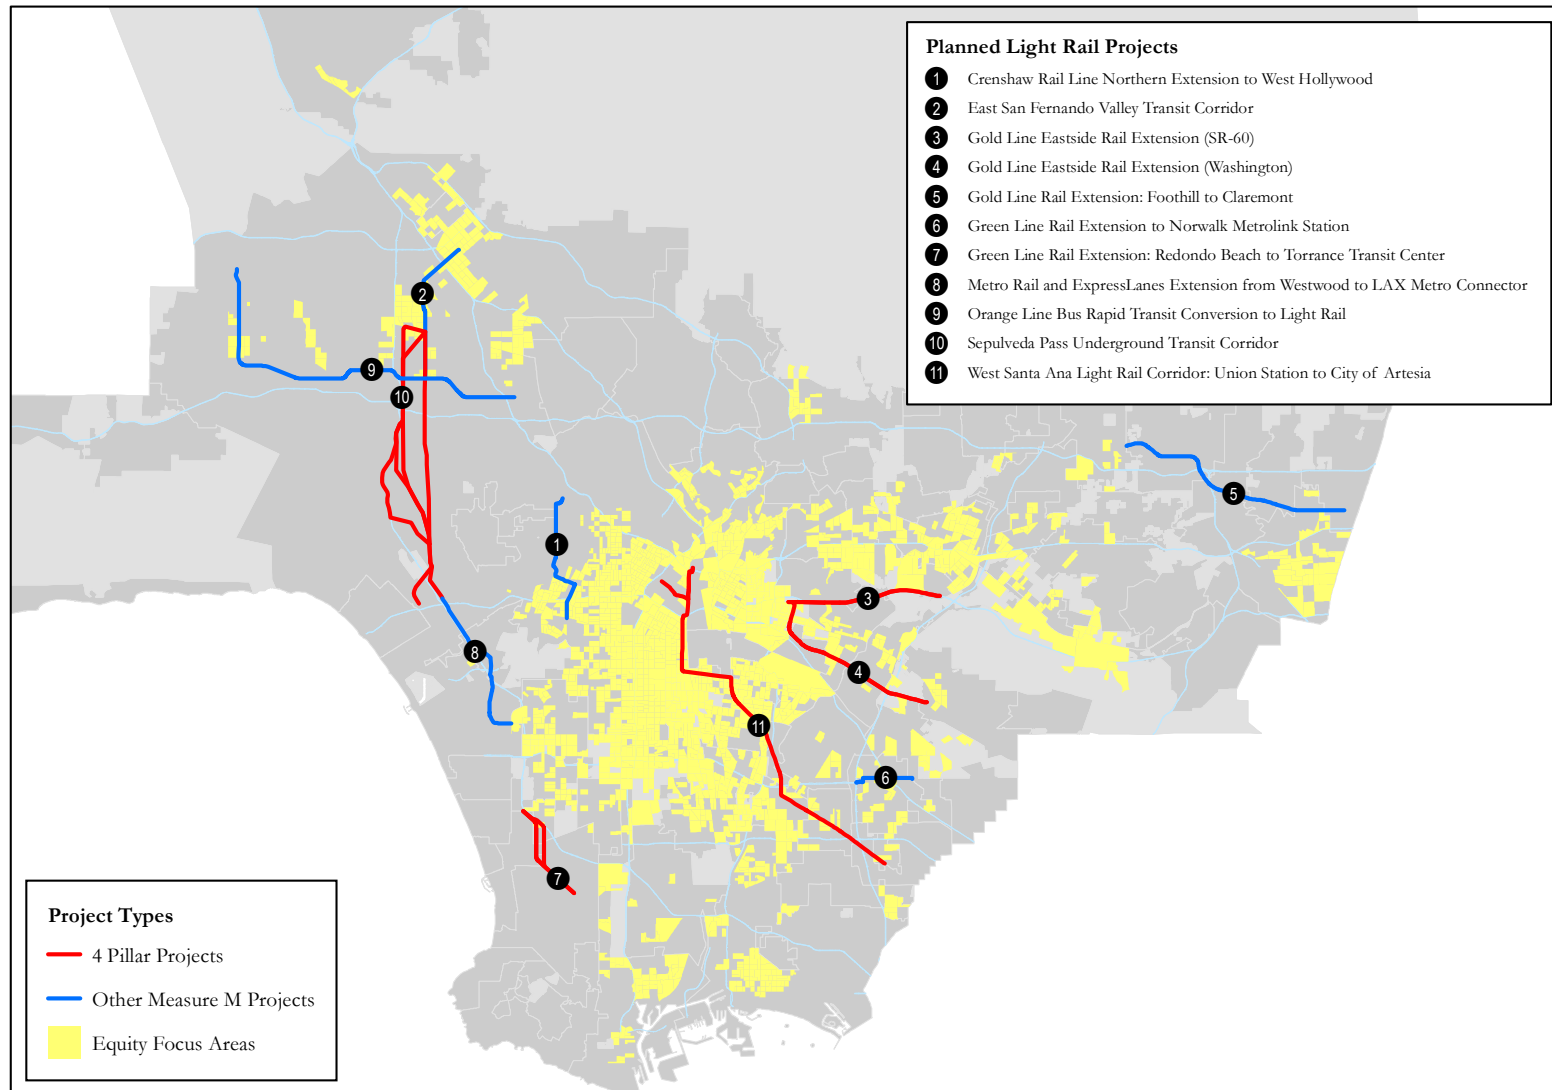 Planned Light Rail Projects
1 Crenshaw Rail Line Northern Extension to West Hollywood
2 East San Fernando Valley Transit Corridor
3 Gold Line Eastside Rail Extension (SR-60)
4 Gold Line Eastside Rail Extension (Washington)
5 Gold Line Rail Extension: Foothill to Claremont
6 Green Line Rail Extension to Norwalk Metrolink Station
7 Green Line Rail Extension: Redondo Beach to Torrance Transit Center
8 Metro Rail and ExpressLanes Extension from Westwood to LAX Metro Connector
9 Orange Line Bus Rapid Transit Conversion to Light Rail
10 Sepulveda Pass Underground Transit Corridor
11 West Santa Ana Light Rail Corridor: Union Station to City of Artesia
2
9
10
5
1
3
8
4
11
6
7
Project Types
4 Pillar Projects
Other Measure M Projects
Equity Focus Areas